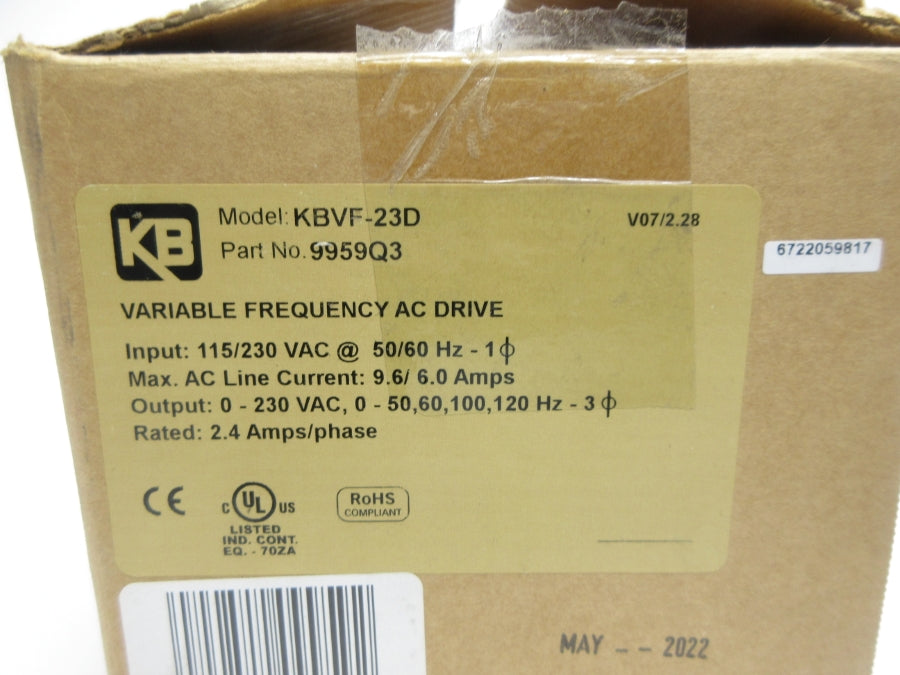 KB
Model: KBVF-23D
V07/2.28
Part No. 9959Q3
6722059817
VARIABLE FREQUENCY AC DRIVE
Input: 115/230 VAC @ 50/60 Hz - 1ϕ
Max. AC Line Current: 9.6/ 6.0 Amps
Output: 0 - 230 VAC, 0 - 50,60,100,120 Hz - 3ϕ
Rated: 2.4 Amps/phase
CE
C UL US
LISTED
IND. CONT.
EQ. - 70ZA
RoHS
COMPLIANT
MAY -- 2022